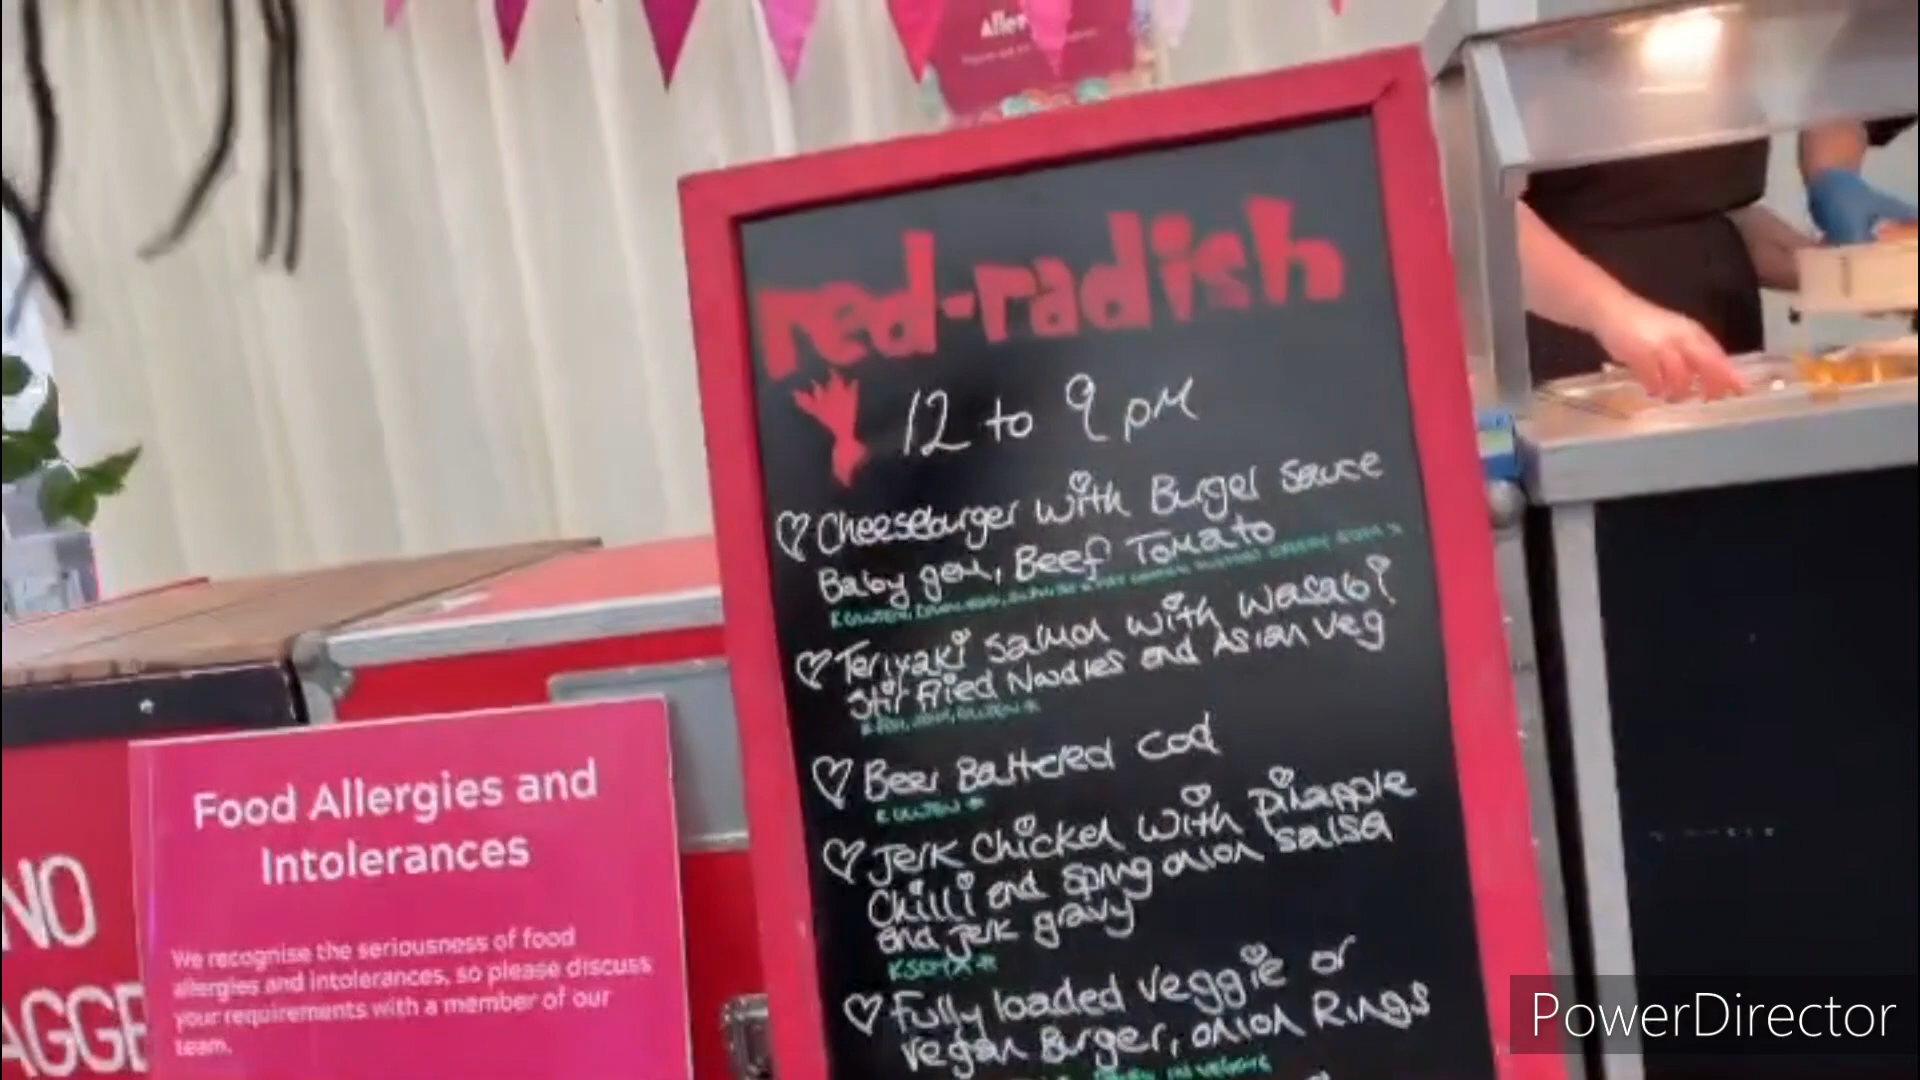 Aller
red-radish
12 to 9 pm
Cheeseburger with Burger Sauce
Baby gem, Beef Tomato
Teriyaki Salmon with wasabi
Stir Fried Noodles and Asian Veg
Beer Battered Cod
Jerk Chicken with Pinapple
Chilli and Spring onion Salsa
and Jerk gravy
Fully loaded Veggie or
Vegan Burger, onion Rings
Food Allergies and
Intolerances
We recognise the seriousness of food
allergies and intolerances, so please discuss
your requirements with a member of our
team.
NO
AGGE
PowerDirector